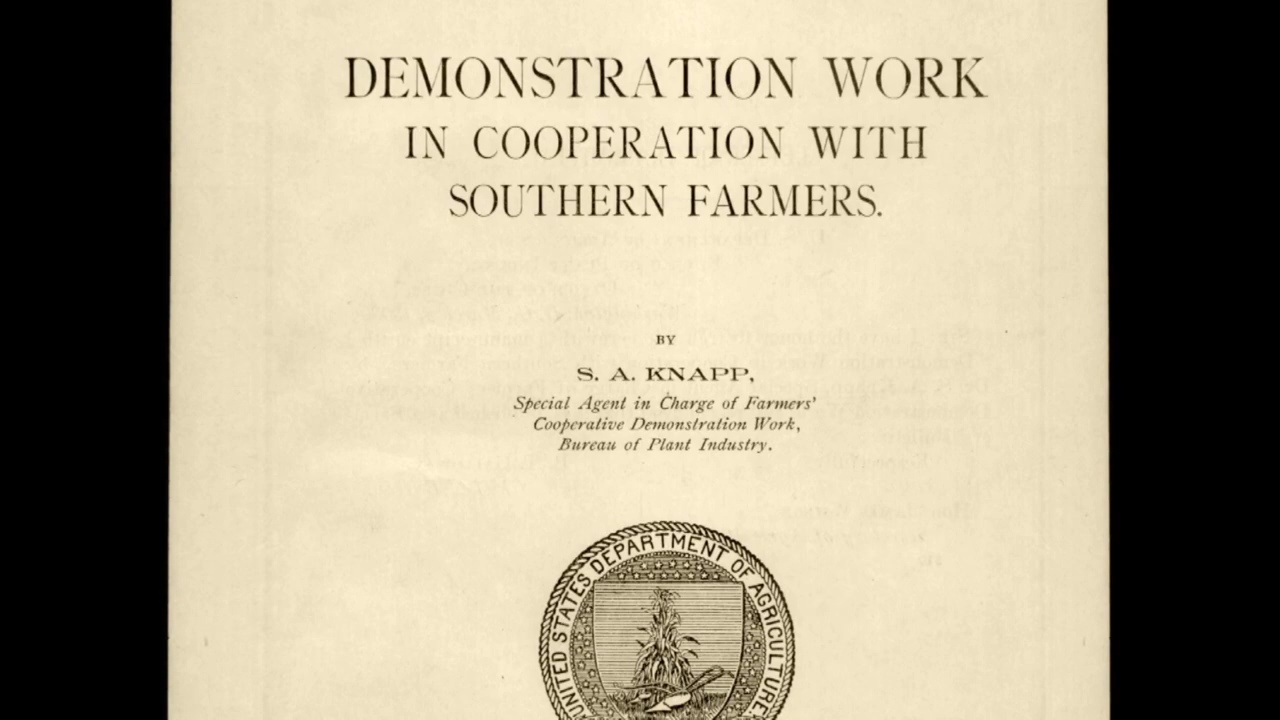 DEMONSTRATION WORK
IN COOPERATION WITH
SOUTHERN FARMERS.
BY
S. A. KNAPP,
Special Agent in Charge of Farmers'
Cooperative Demonstration Work,
Bureau of Plant Industry.
UNITED STATES DEPARTMENT OF AGRICULTURE.